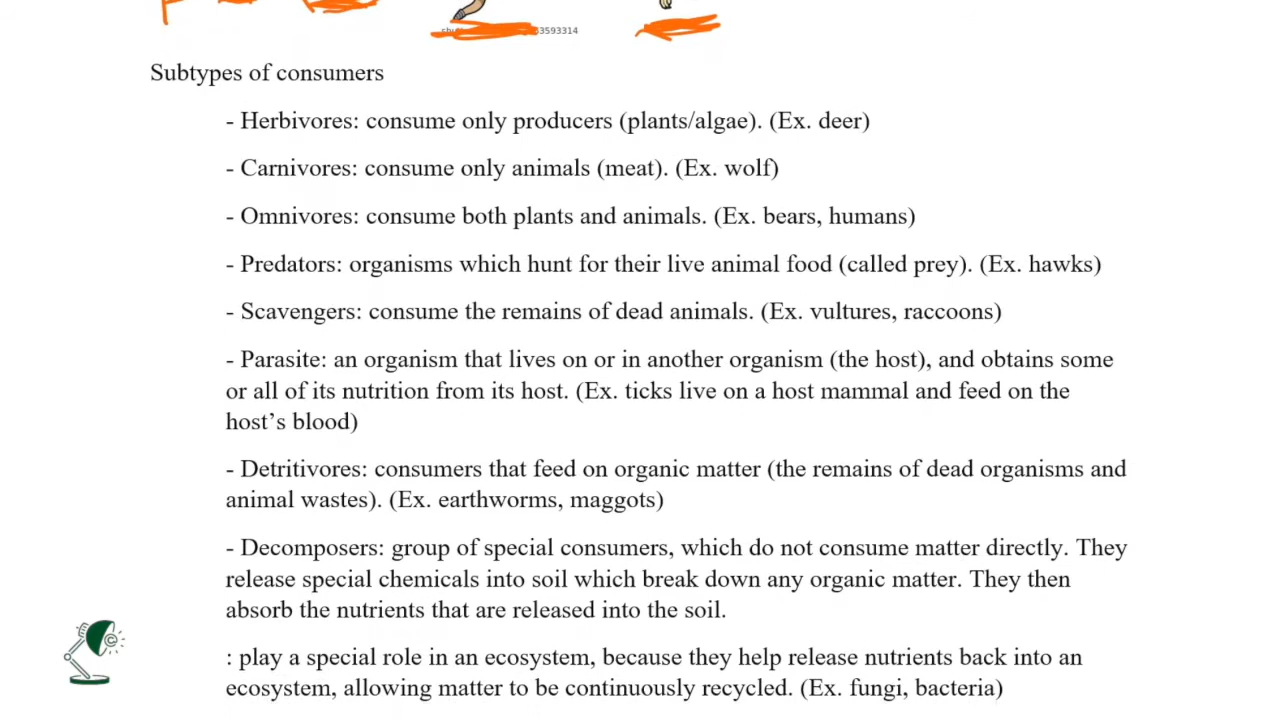 3593314
Subtypes of consumers
- Herbivores: consume only producers (plants/algae). (Ex. deer)
- Carnivores: consume only animals (meat). (Ex. wolf)
- Omnivores: consume both plants and animals. (Ex. bears, humans)
- Predators: organisms which hunt for their live animal food (called prey). (Ex. hawks)
- Scavengers: consume the remains of dead animals. (Ex. vultures, raccoons)
- Parasite: an organism that lives on or in another organism (the host), and obtains some
or all of its nutrition from its host. (Ex. ticks live on a host mammal and feed on the
host’s blood)
- Detritivores: consumers that feed on organic matter (the remains of dead organisms and
animal wastes). (Ex. earthworms, maggots)
- Decomposers: group of special consumers, which do not consume matter directly. They
release special chemicals into soil which break down any organic matter. They then
absorb the nutrients that are released into the soil.
: play a special role in an ecosystem, because they help release nutrients back into an
ecosystem, allowing matter to be continuously recycled. (Ex. fungi, bacteria)